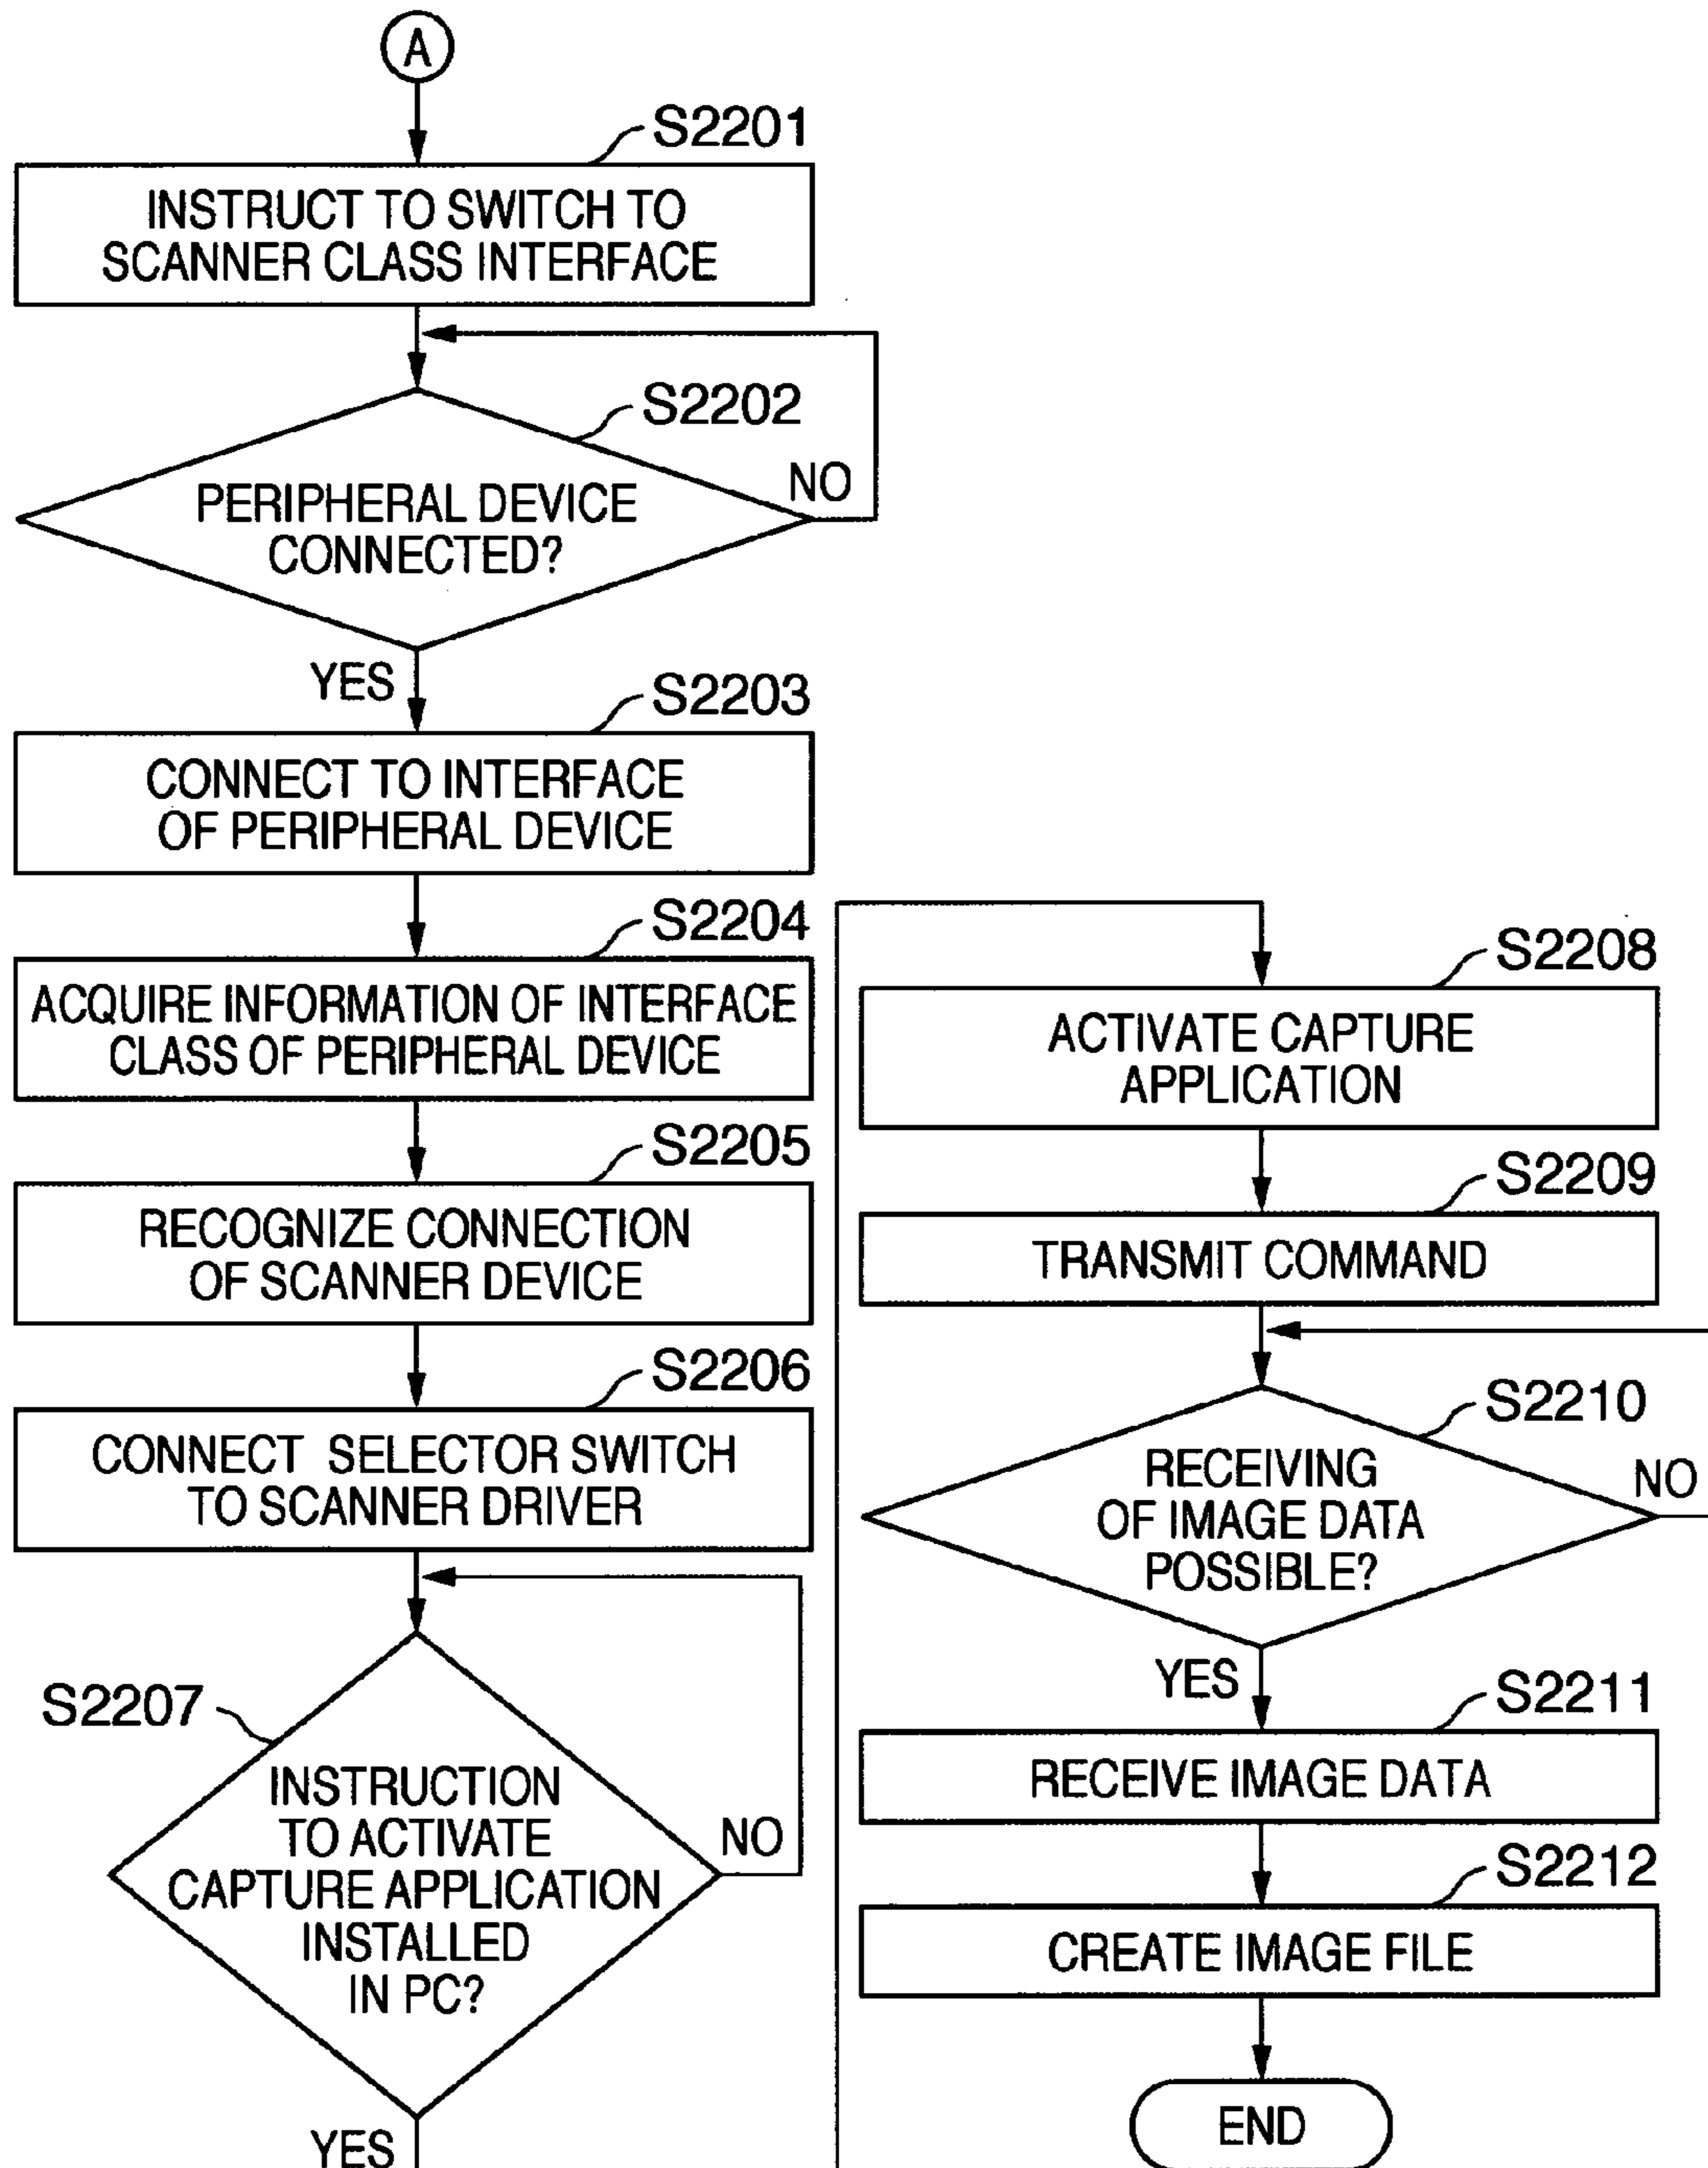 A
S2201
INSTRUCT TO SWITCH TO
SCANNER CLASS INTERFACE
S2202
PERIPHERAL DEVICE
CONNECTED?
NO
YES
S2203
CONNECT TO INTERFACE
OF PERIPHERAL DEVICE
S2204
ACQUIRE INFORMATION OF INTERFACE
CLASS OF PERIPHERAL DEVICE
S2205
RECOGNIZE CONNECTION
OF SCANNER DEVICE
S2206
CONNECT SELECTOR SWITCH
TO SCANNER DRIVER
S2207
INSTRUCTION
TO ACTIVATE
CAPTURE APPLICATION
INSTALLED
IN PC?
NO
YES
S2208
ACTIVATE CAPTURE
APPLICATION
S2209
TRANSMIT COMMAND
S2210
RECEIVING
OF IMAGE DATA
POSSIBLE?
NO
YES
S2211
RECEIVE IMAGE DATA
S2212
CREATE IMAGE FILE
END